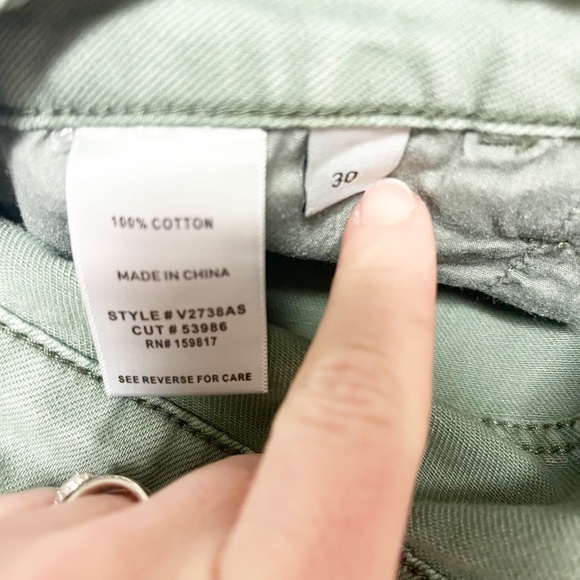 100% COTTON
MADE IN CHINA
STYLE # V2738AS
CUT # 53986
RN# 159817
SEE REVERSE FOR CARE
30